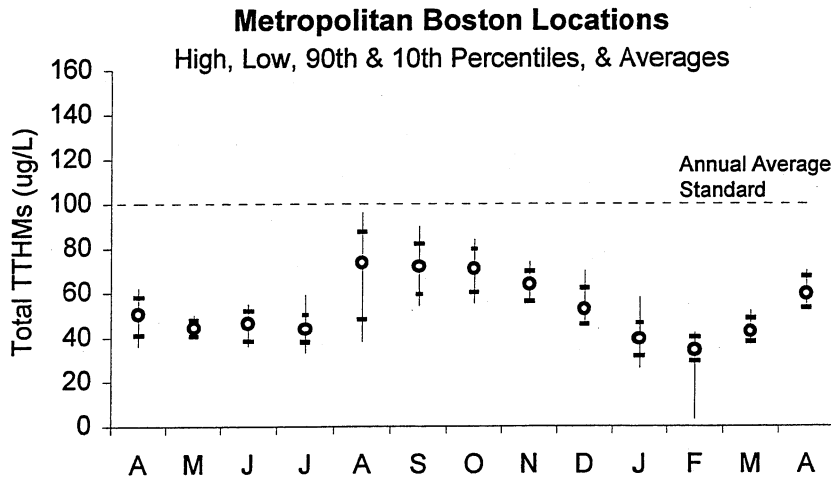 Metropolitan Boston Locations
High, Low, 90th & 10th Percentiles, & Averages
Total TTHMs (ug/L)
160
140
120
100
80
60
40
20
0
Annual Average
Standard
A M J J A S O N D J F M A